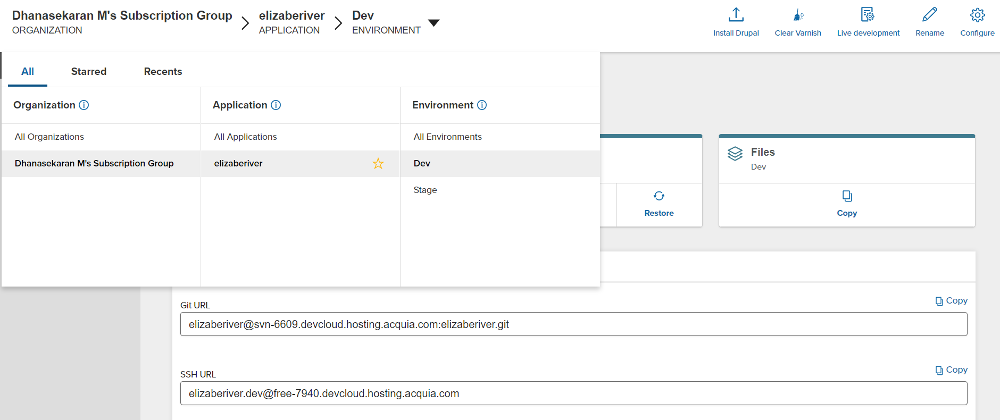 Dhanasekaran M's Subscription Group
ORGANIZATION
elizaberiver
APPLICATION
Dev
ENVIRONMENT
Install Drupal
Clear Varnish
Live development
Rename
Configure
All
Starred
Recents
Organization
Application
Environment
All Organizations
All Applications
All Environments
Dhanasekaran M's Subscription Group
elizaberiver
Dev
Stage
Files
Dev
Restore
Copy
Git URL
Copy
elizaberiver@svn-6609.devcloud.hosting.acquia.com:elizaberiver.git
SSH URL
Copy
elizaberiver.dev@free-7940.devcloud.hosting.acquia.com